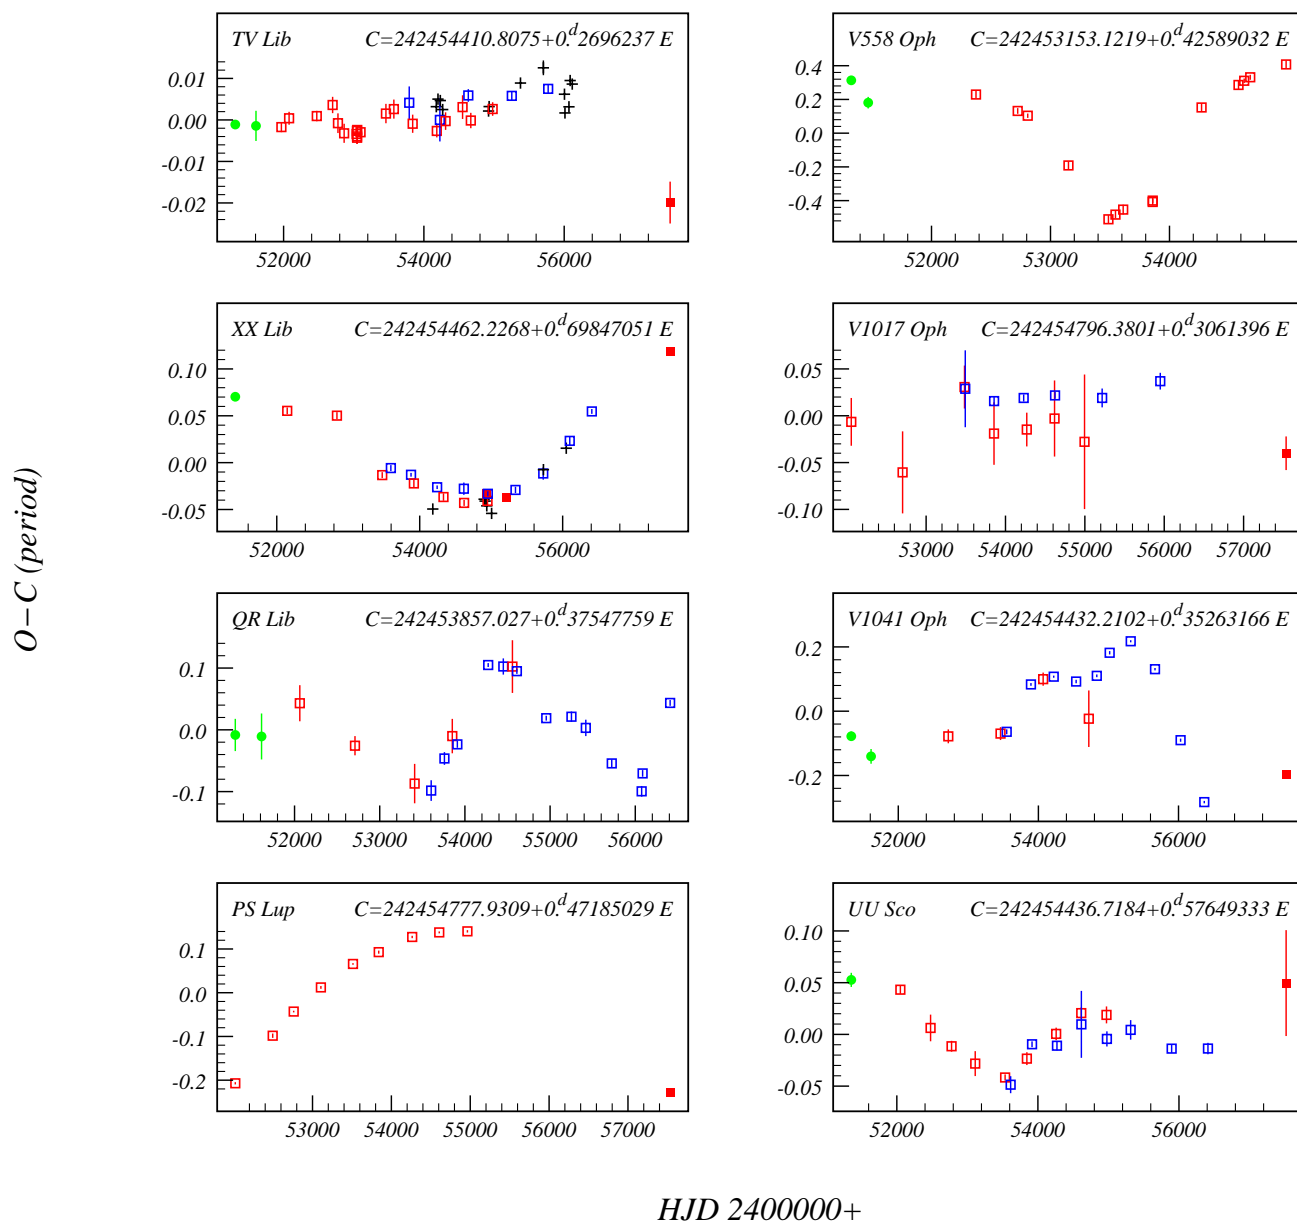 TV Lib C=242454410.8075+0.d2696237 E
0.01
0.00
-0.01
-0.02
52000 54000 56000
V558 Oph C=242453153.1219+0.d42589032 E
0.4
0.2
0.0
-0.2
-0.4
52000 53000 54000
XX Lib C=242454462.2268+0.d69847051 E
0.10
0.05
0.00
-0.05
52000 54000 56000
V1017 Oph C=242454796.3801+0.d3061396 E
0.05
0.00
-0.05
-0.10
53000 54000 55000 56000 57000
QR Lib C=242453857.027+0.d37547759 E
0.1
0.0
-0.1
52000 53000 54000 55000 56000
V1041 Oph C=242454432.2102+0.d35263166 E
0.2
0.0
-0.2
52000 54000 56000
PS Lup C=242454777.9309+0.d47185029 E
0.1
0.0
-0.1
-0.2
53000 54000 55000 56000 57000
UU Sco C=242454436.7184+0.d57649333 E
0.10
0.05
0.00
-0.05
52000 54000 56000
O−C (period)
HJD 2400000+